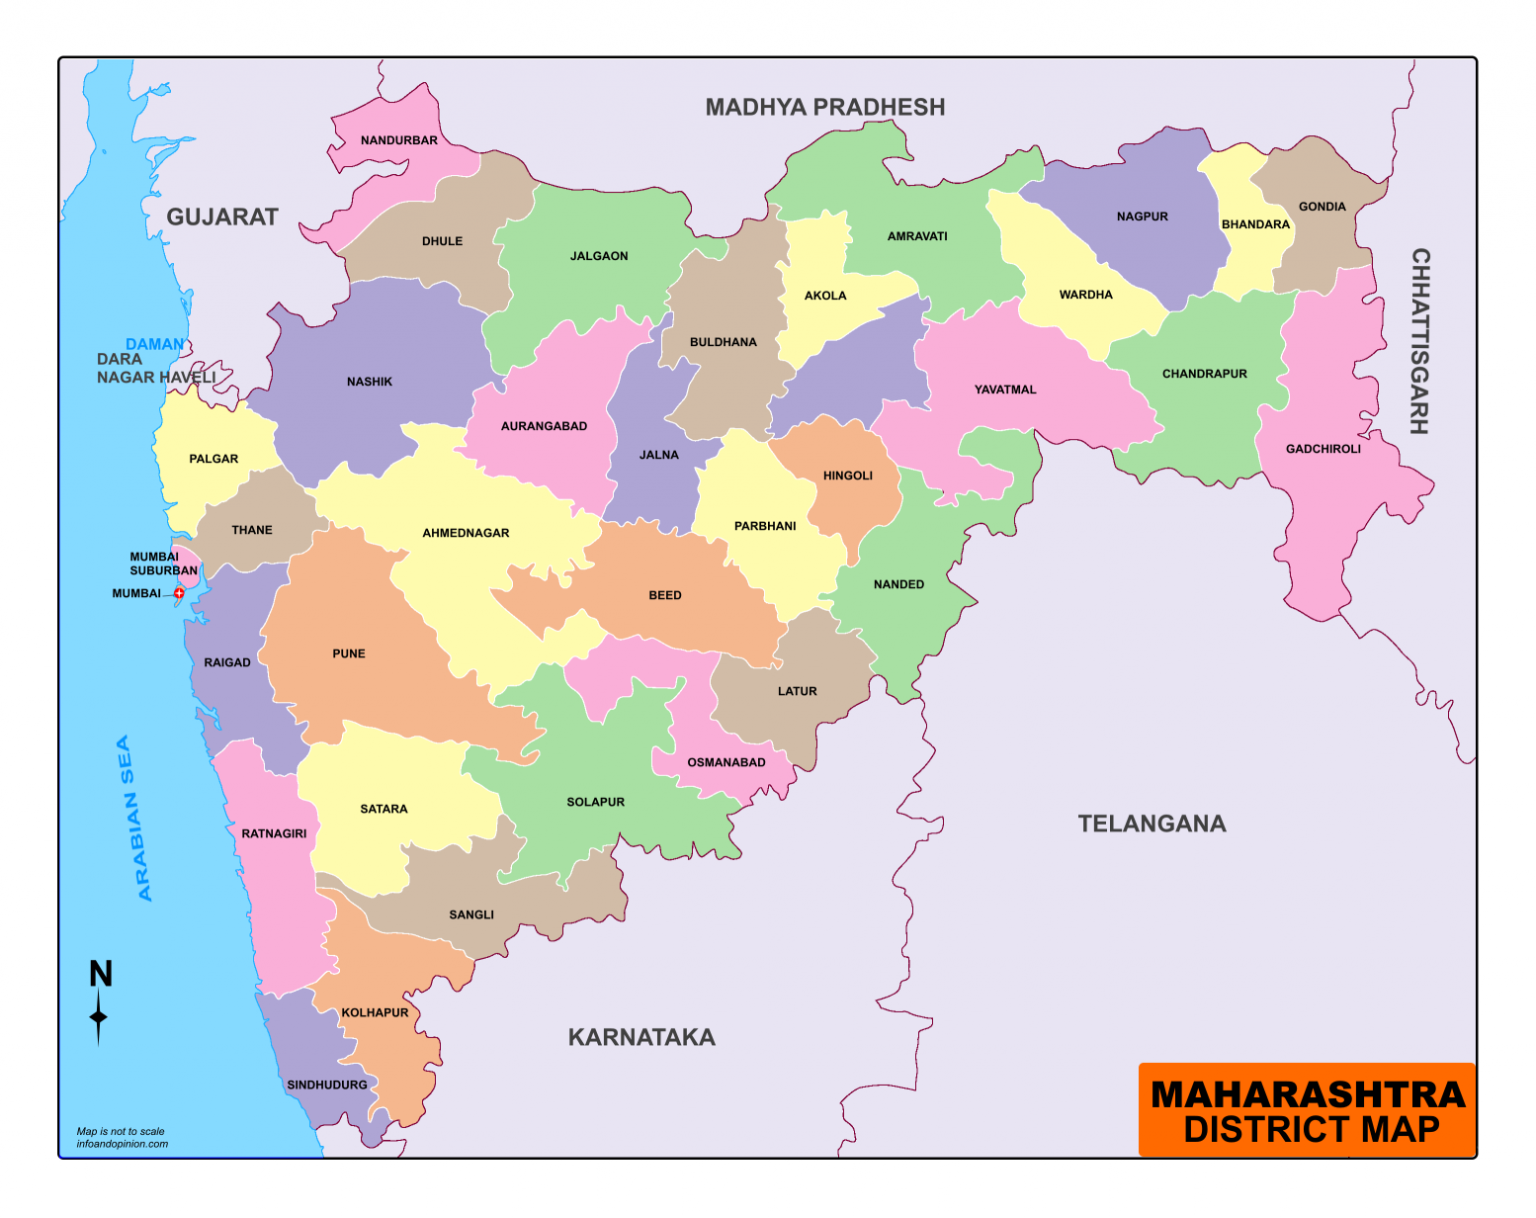 MADHYA PRADHESH
NANDURBAR
GUJARAT
DHULE
JALGAON
AMRAVATI
NAGPUR
BHANDARA
GONDIA
AKOLA
WARDHA
CHHATTISGARH
DAMAN
DARA
NAGAR HAVELI
NASHIK
BULDHANA
YAVATMAL
CHANDRAPUR
AURANGABAD
PALGAR
JALNA
HINGOLI
GADCHIROLI
THANE
AHMEDNAGAR
PARBHANI
MUMBAI
SUBURBAN
MUMBAI
BEED
NANDED
RAIGAD
PUNE
LATUR
ARABIAN SEA
OSMANABAD
SATARA
SOLAPUR
RATNAGIRI
TELANGANA
SANGLI
N
KOLHAPUR
KARNATAKA
SINDHUDURG
MAHARASHTRA
DISTRICT MAP
Map is not to scale
infoandopinion.com